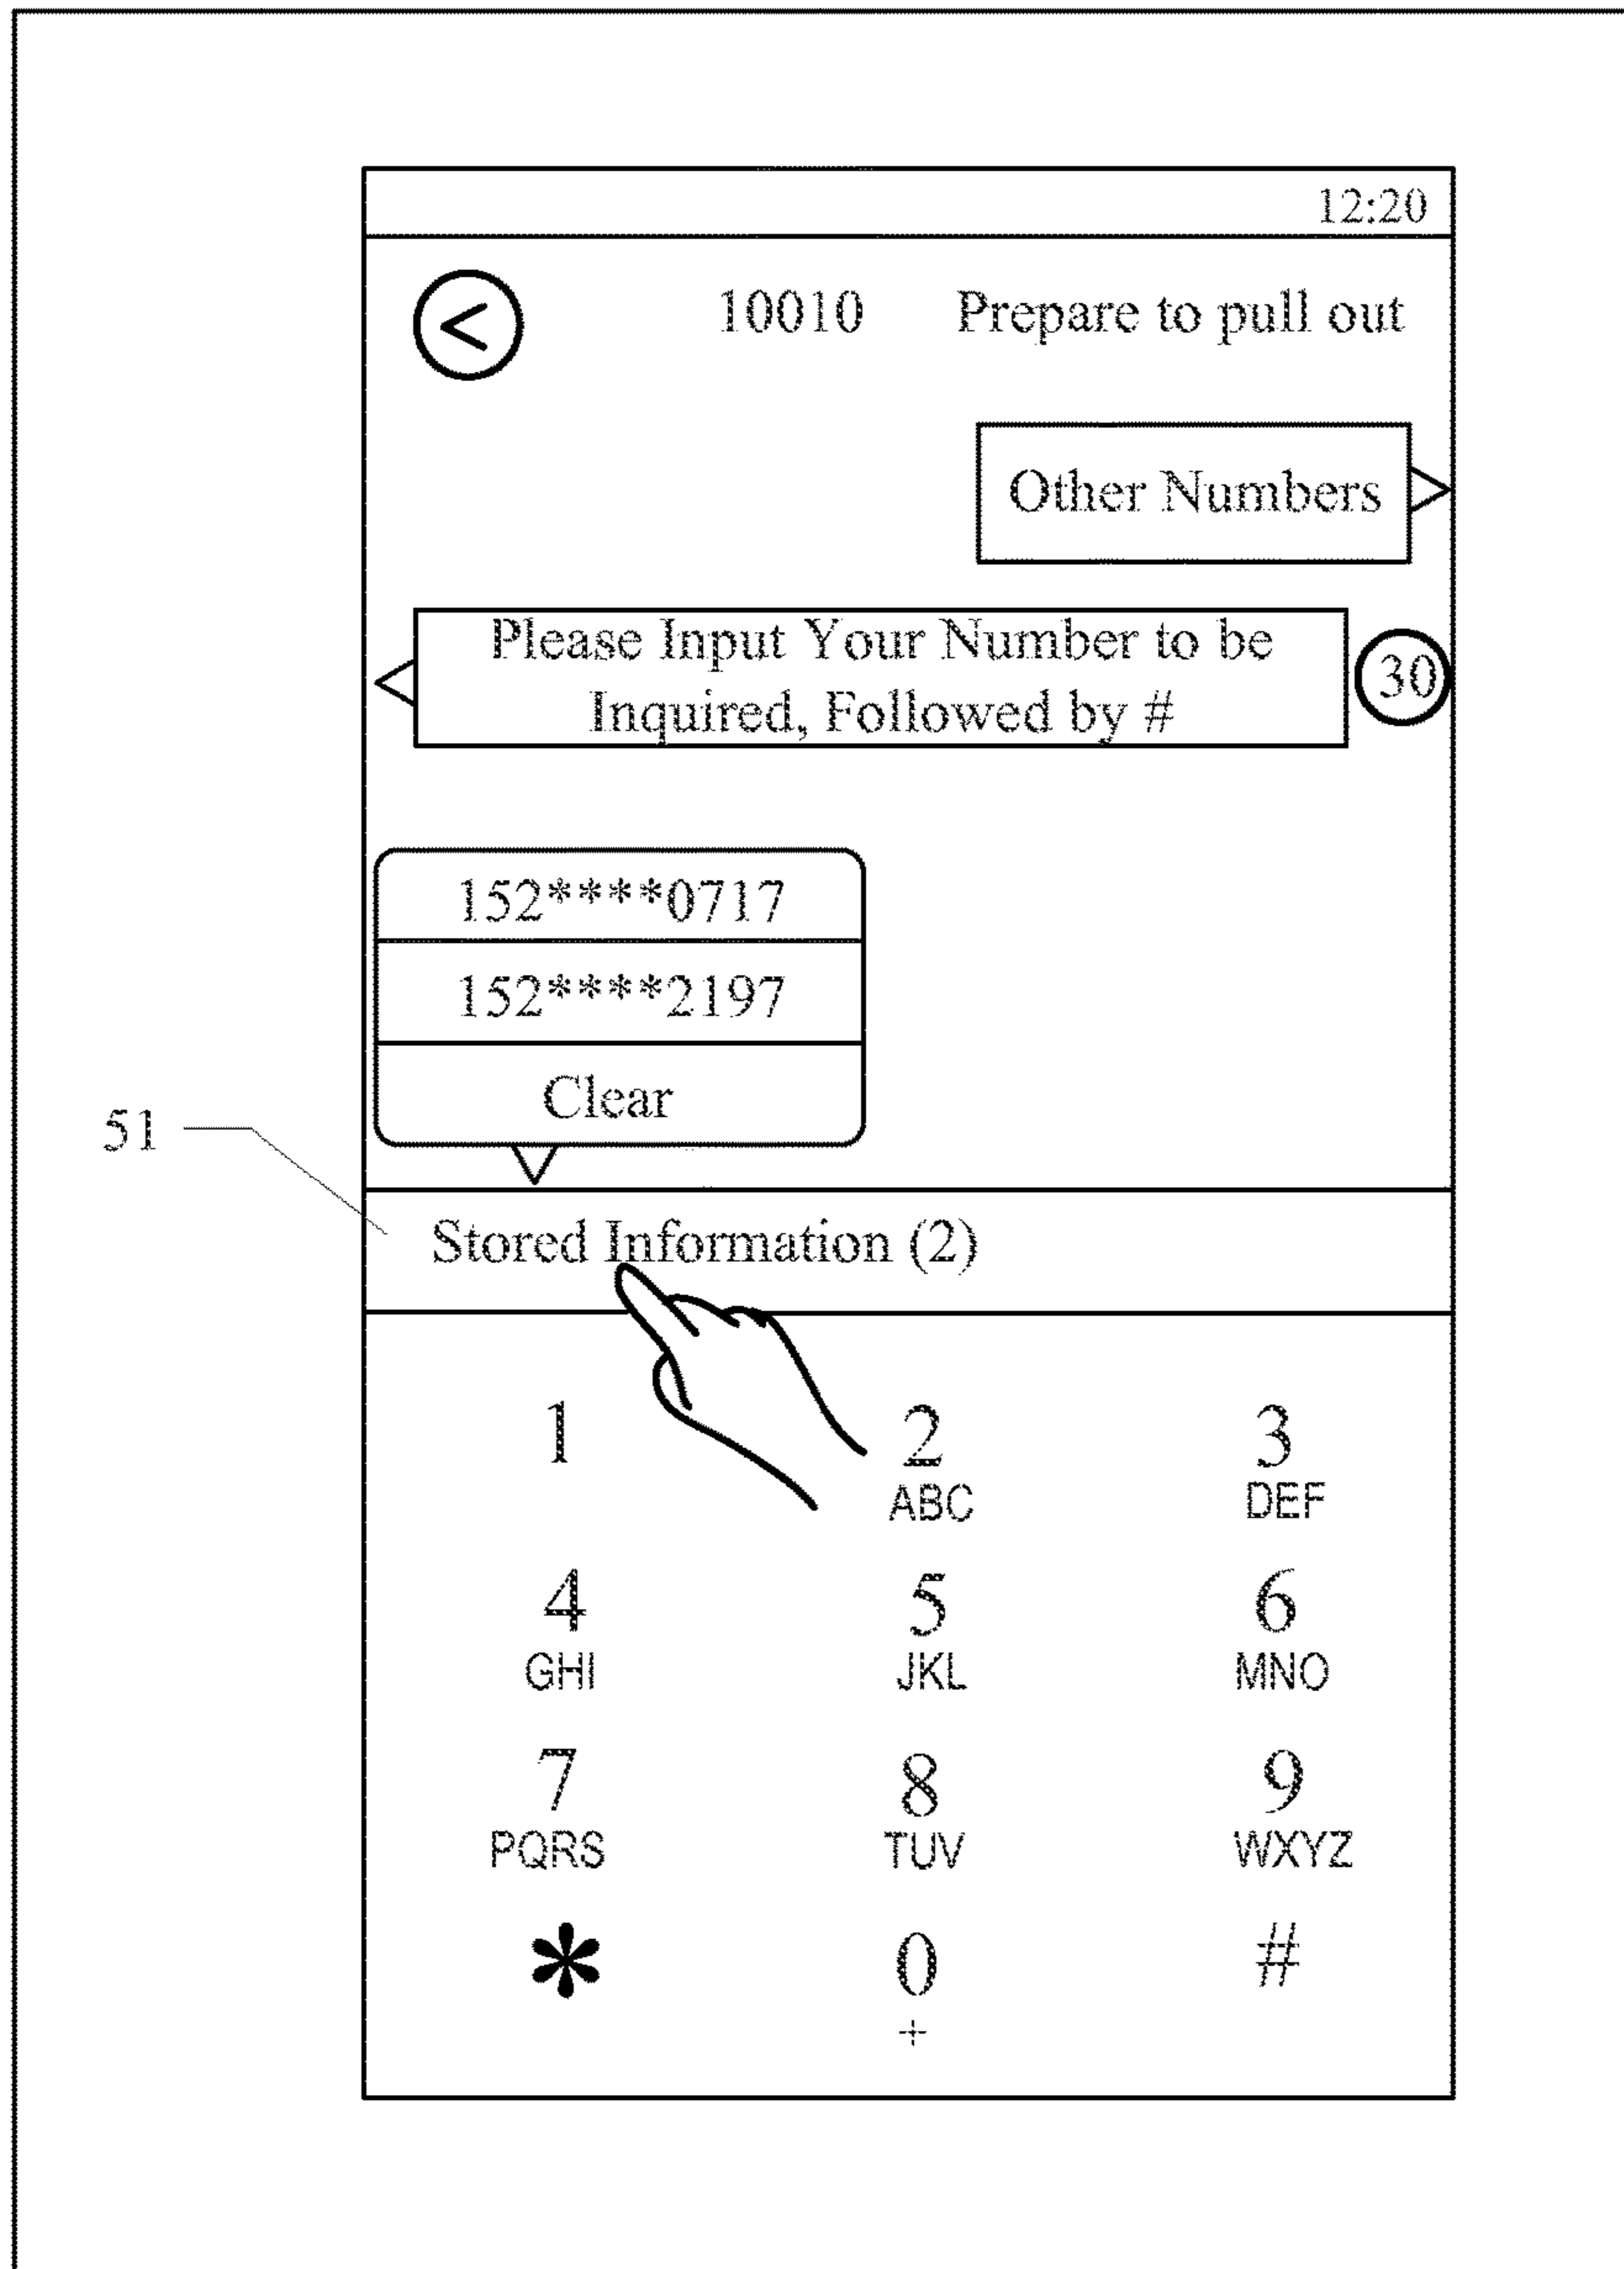 12:20
< 10010 Prepare to pull out
Other Numbers
Please Input Your Number to be
Inquired, Followed by #
30
152****0717
152****2197
Clear
51
Stored Information (2)
1 2 3
ABC DEF
4 5 6
GHI JKL MNO
7 8 9
PQRS TUV WXYZ
* 0 #
+